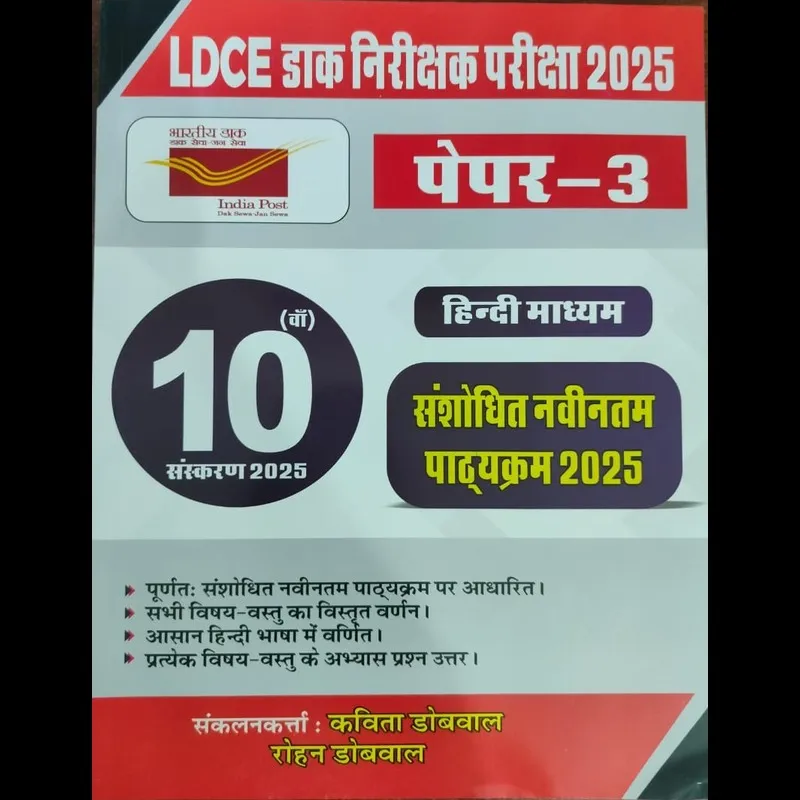 LDCE डाक निरीक्षक परीक्षा 2025
भारतीय डाक
डाक सेवा-जन सेवा
India Post
Dak Sewa-Jan Sewa
पेपर-3
(वाँ)
10
संस्करण 2025
हिन्दी माध्यम
संशोधित नवीनतम
पाठ्यक्रम 2025
पूर्णतः संशोधित नवीनतम पाठ्यक्रम पर आधारित।
सभी विषय-वस्तु का विस्तृत वर्णन।
आसान हिन्दी भाषा में वर्णित।
प्रत्येक विषय-वस्तु के अभ्यास प्रश्न उत्तर।
संकलनकर्त्ता : कविता डोबवाल
रोहन डोबवाल